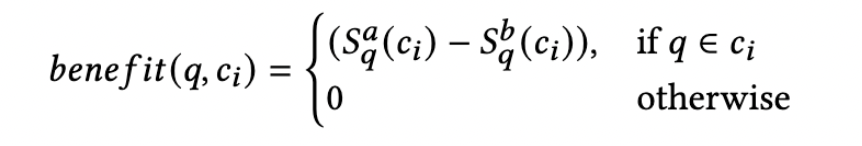 benefit(q, c_i) = { (S_q^a(c_i) − S_q^b(c_i)), if q ∈ c_i
0 otherwise